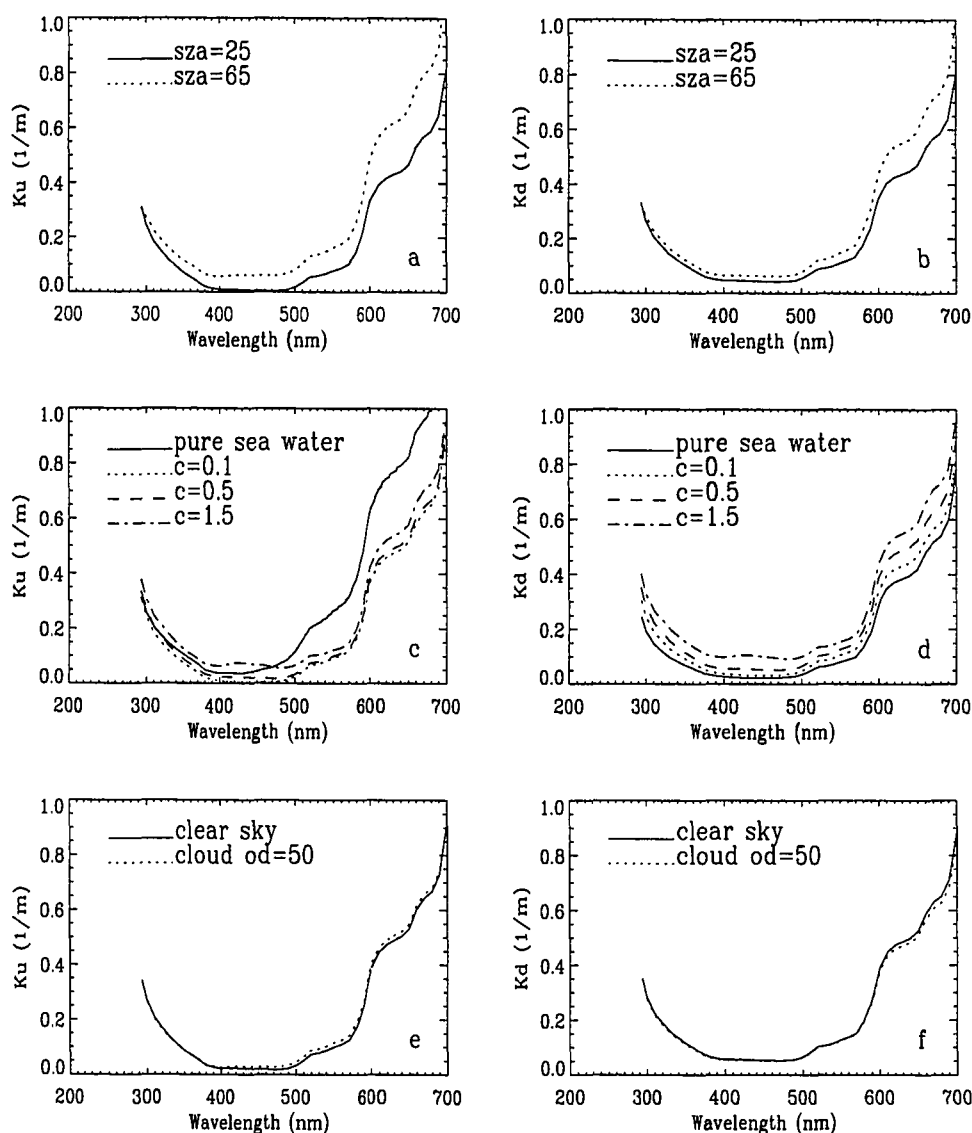 1.0
0.8
0.6
0.4
0.2
0.0
Ku (1/m)
sza=25
sza=65
a
200 300 400 500 600 700
Wavelength (nm)
1.0
0.8
0.6
0.4
0.2
0.0
Kd (1/m)
sza=25
sza=65
b
200 300 400 500 600 700
Wavelength (nm)
1.0
0.8
0.6
0.4
0.2
0.0
Ku (1/m)
pure sea water
c=0.1
c=0.5
c=1.5
c
200 300 400 500 600 700
Wavelength (nm)
1.0
0.8
0.6
0.4
0.2
0.0
Kd (1/m)
pure sea water
c=0.1
c=0.5
c=1.5
d
200 300 400 500 600 700
Wavelength (nm)
1.0
0.8
0.6
0.4
0.2
0.0
Ku (1/m)
clear sky
cloud od=50
e
200 300 400 500 600 700
Wavelength (nm)
1.0
0.8
0.6
0.4
0.2
0.0
Kd (1/m)
clear sky
cloud od=50
f
200 300 400 500 600 700
Wavelength (nm)